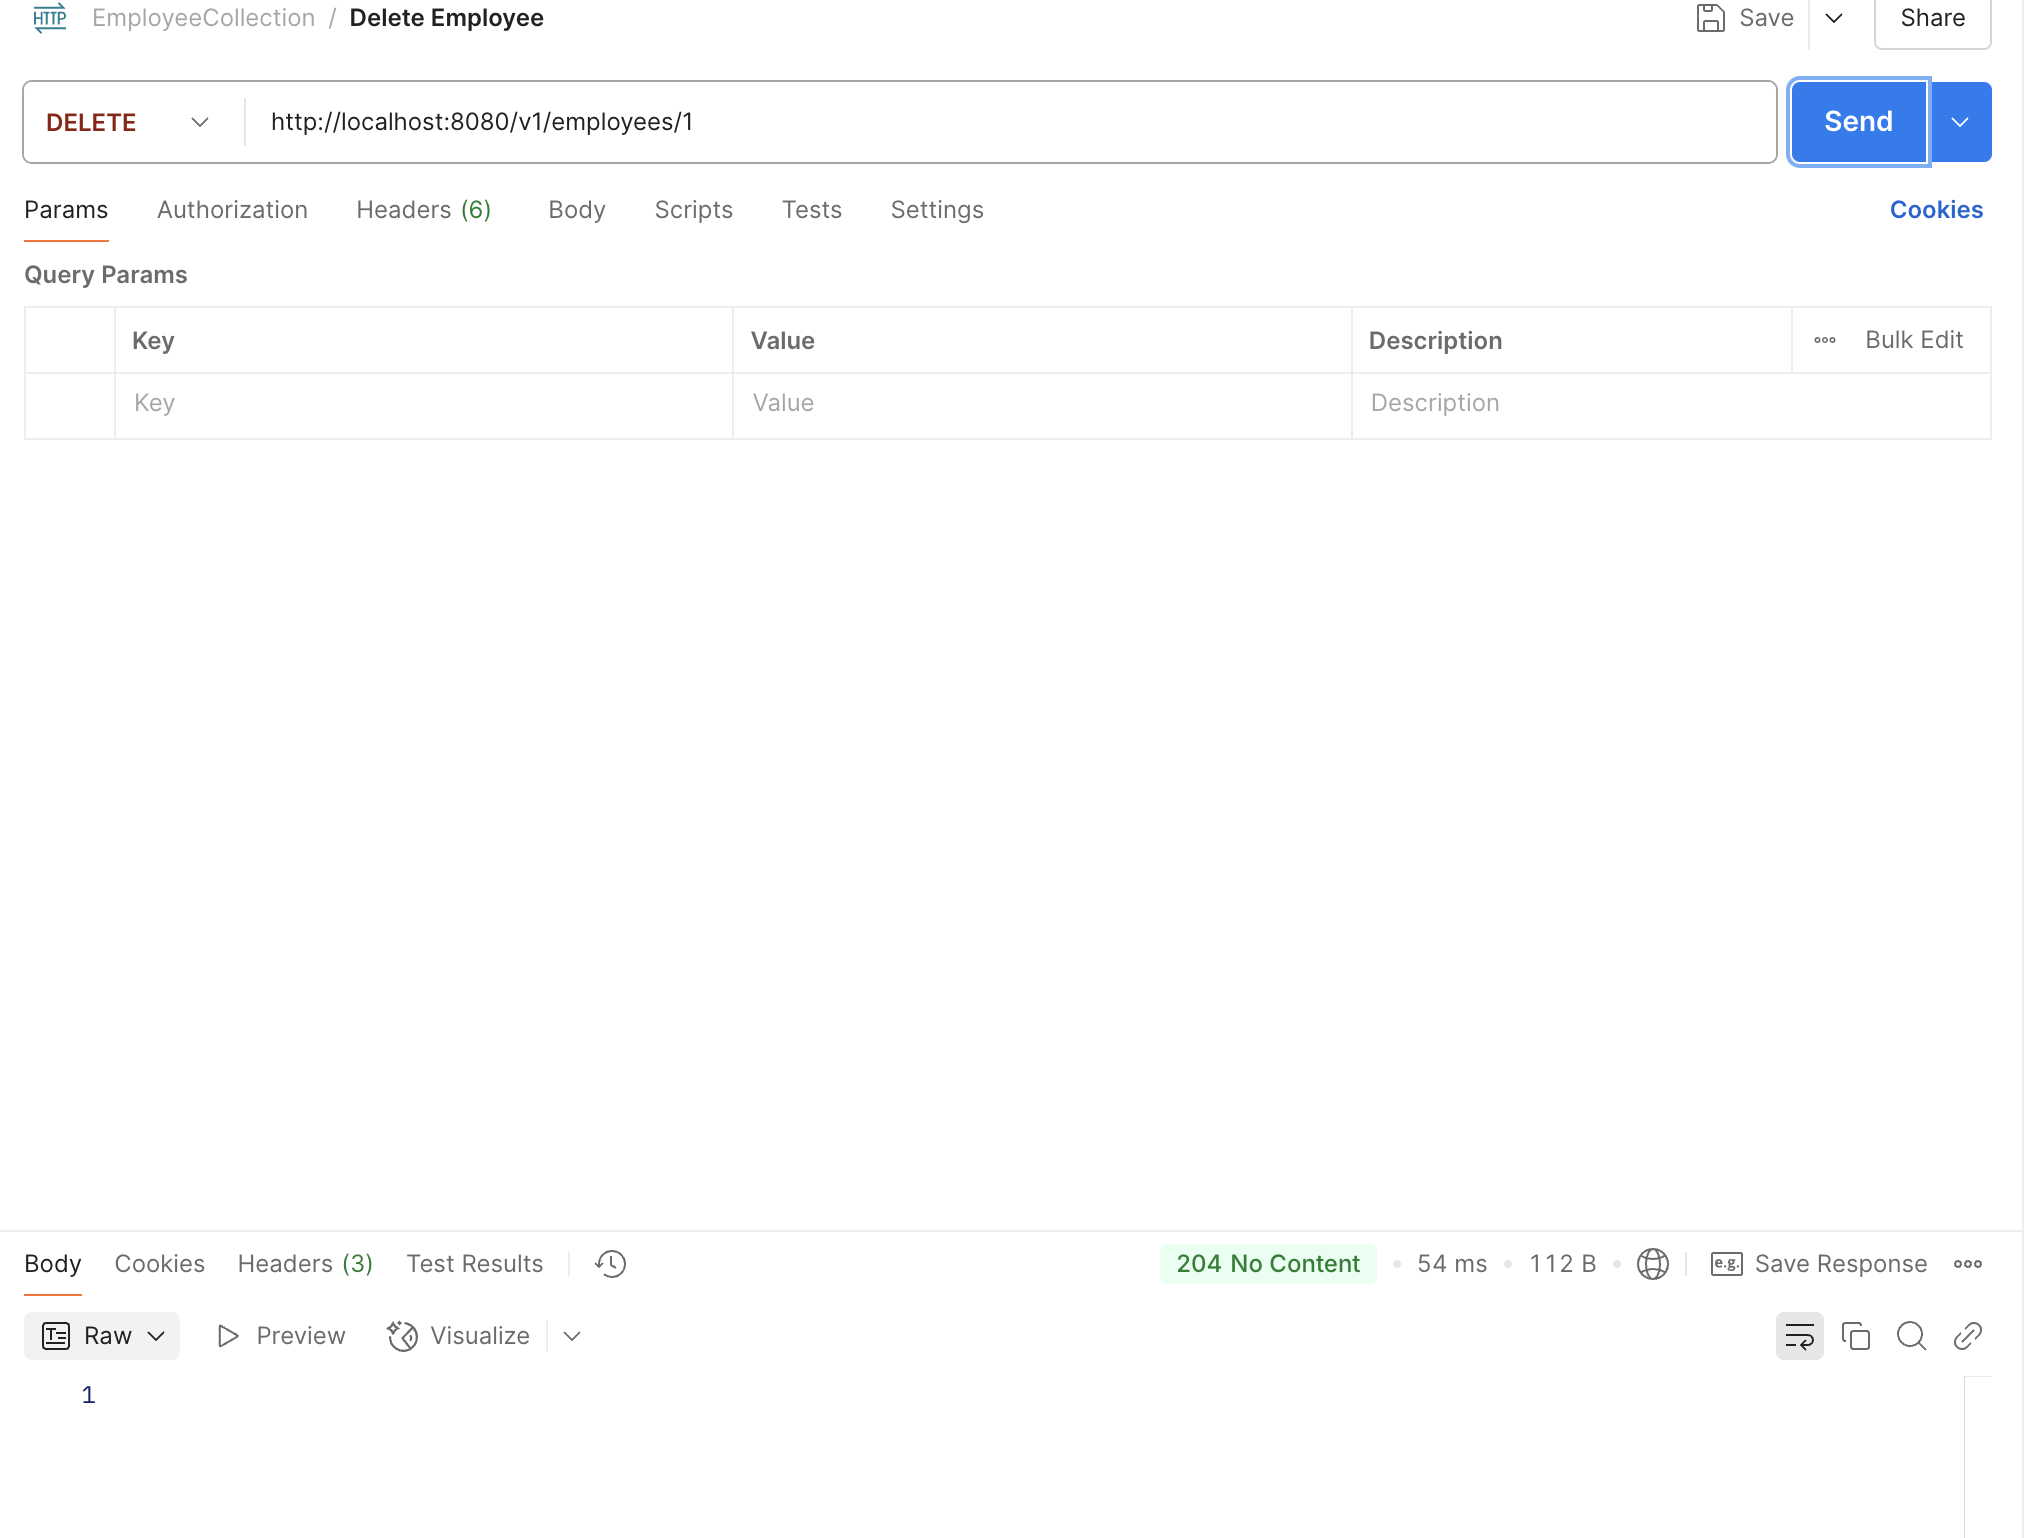 HTTP EmployeeCollection / Delete Employee Save Share
DELETE http://localhost:8080/v1/employees/1 Send
Params Authorization Headers (6) Body Scripts Tests Settings Cookies
Query Params
Key Value Description Bulk Edit
Key Value Description
Body Cookies Headers (3) Test Results 204 No Content 54 ms 112 B e.g. Save Response
Raw Preview Visualize
1